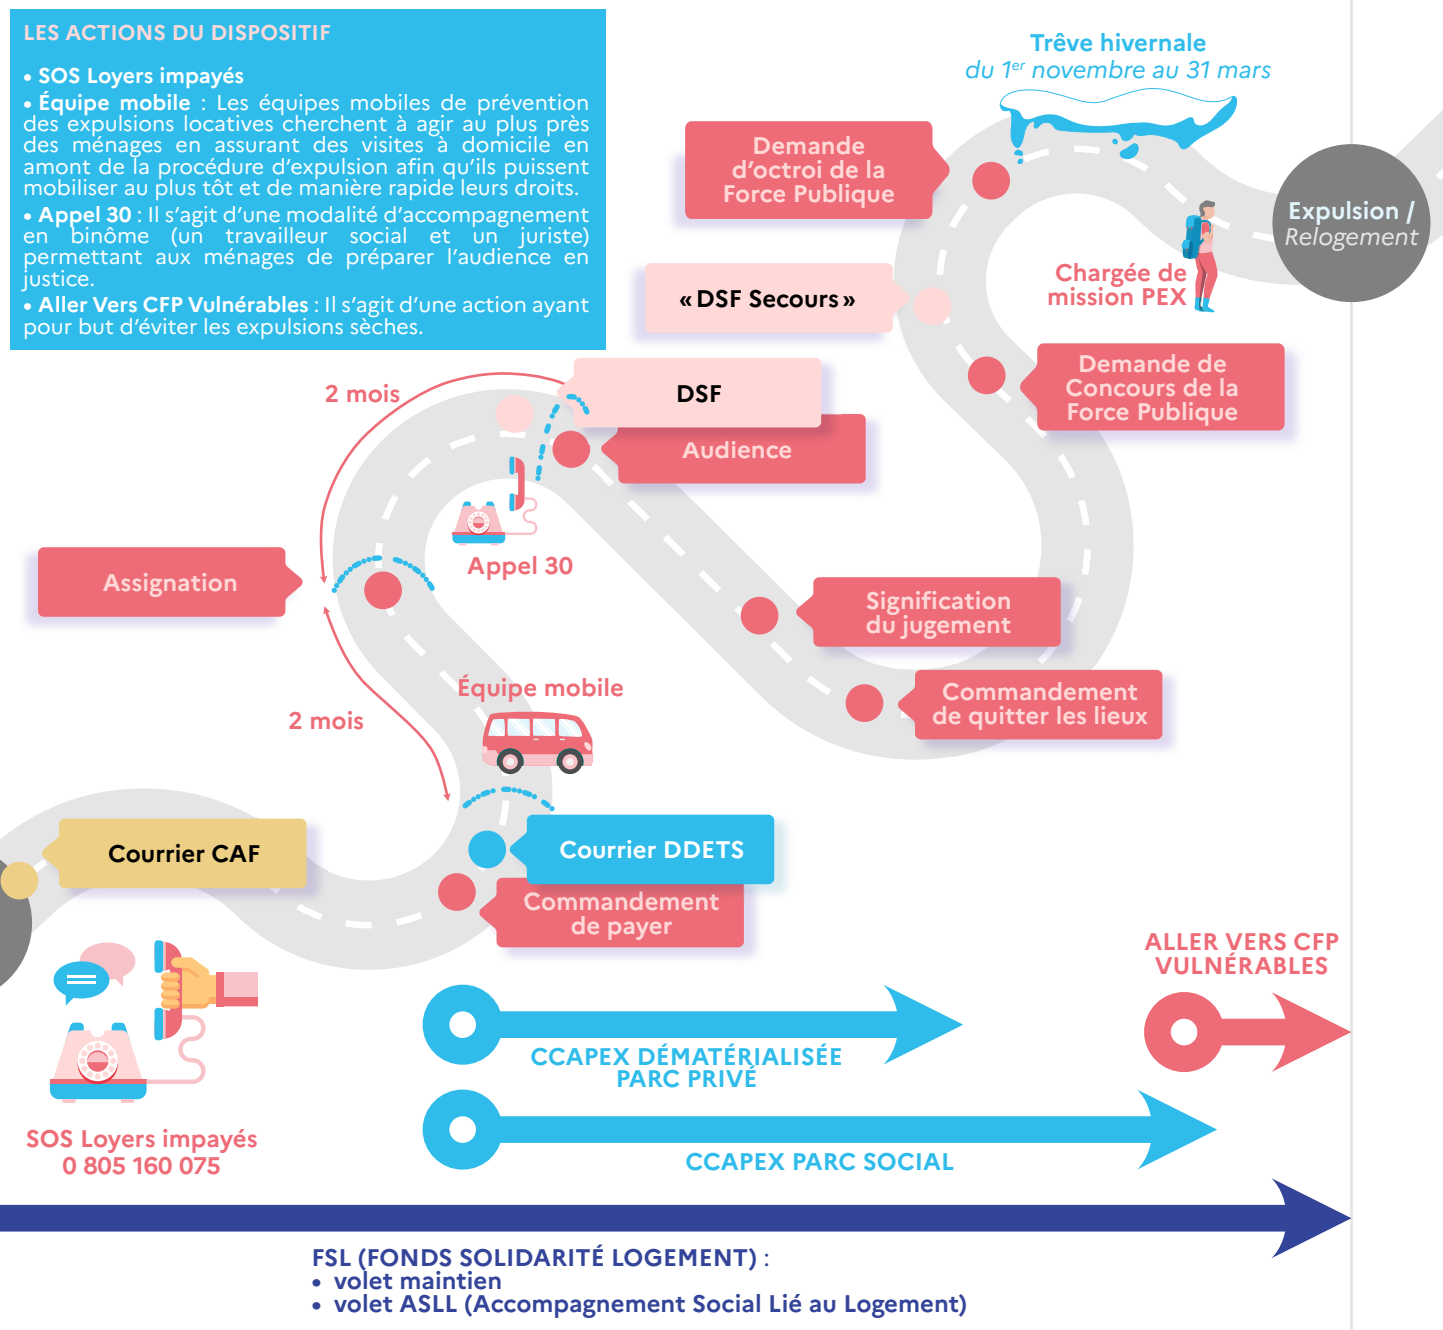 LES ACTIONS DU DISPOSITIF
• SOS Loyers impayés
• Équipe mobile : Les équipes mobiles de prévention
des expulsions locatives cherchent à agir au plus près
des ménages en assurant des visites à domicile en
amont de la procédure d’expulsion afin qu’ils puissent
mobiliser au plus tôt et de manière rapide leurs droits.
• Appel 30 : Il s’agit d’une modalité d’accompagnement
en binôme (un travailleur social et un juriste)
permettant aux ménages de préparer l’audience en
justice.
• Aller Vers CFP Vulnérables : Il s’agit d’une action ayant
pour but d’éviter les expulsions sèches.
Trêve hivernale
du 1er novembre au 31 mars
Demande
d’octroi de la
Force Publique
Expulsion /
Relogement
Chargée de
mission PEX
« DSF Secours »
Demande de
Concours de la
Force Publique
2 mois
DSF
Audience
Appel 30
Assignation
Signification
du jugement
Commandement
de quitter les lieux
Équipe mobile
2 mois
Courrier CAF
Courrier DDETS
Commandement
de payer
ALLER VERS CFP
VULNÉRABLES
CCAPEX DÉMATÉRIALISÉE
PARC PRIVÉ
SOS Loyers impayés
0 805 160 075
CCAPEX PARC SOCIAL
FSL (FONDS SOLIDARITÉ LOGEMENT) :
• volet maintien
• volet ASLL (Accompagnement Social Lié au Logement)